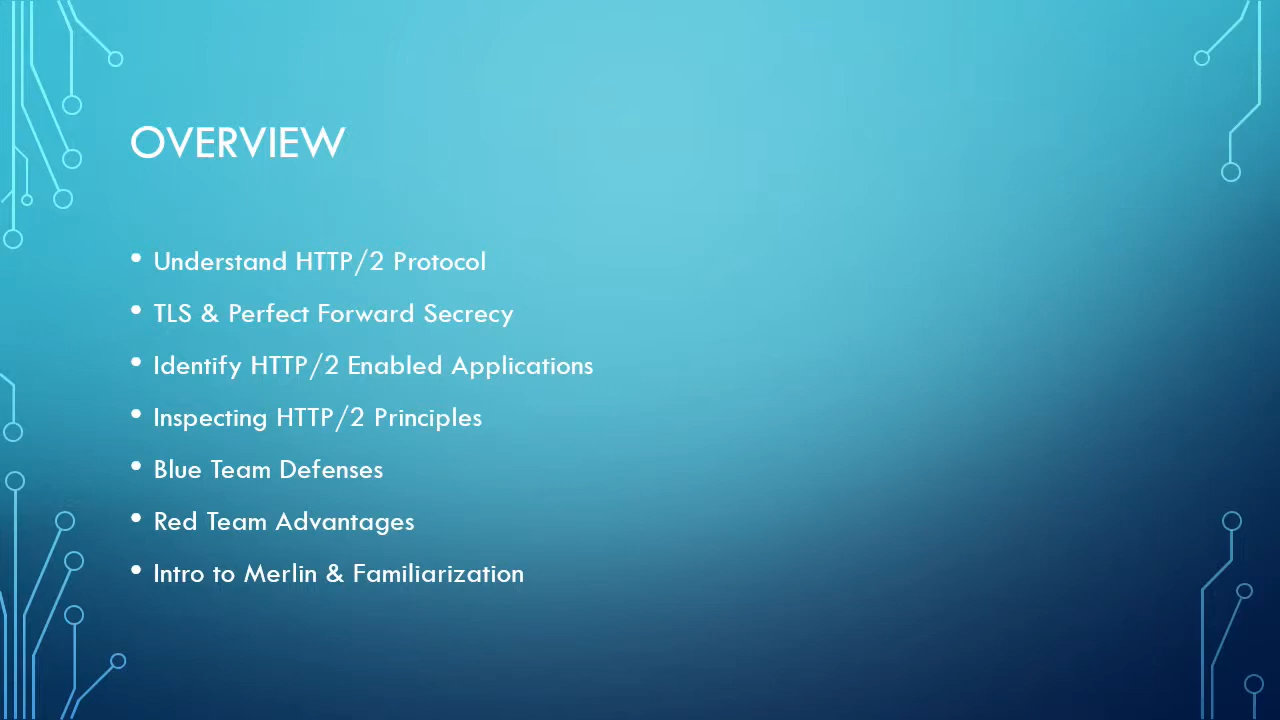 OVERVIEW
• Understand HTTP/2 Protocol
• TLS & Perfect Forward Secrecy
• Identify HTTP/2 Enabled Applications
• Inspecting HTTP/2 Principles
• Blue Team Defenses
• Red Team Advantages
• Intro to Merlin & Familiarization